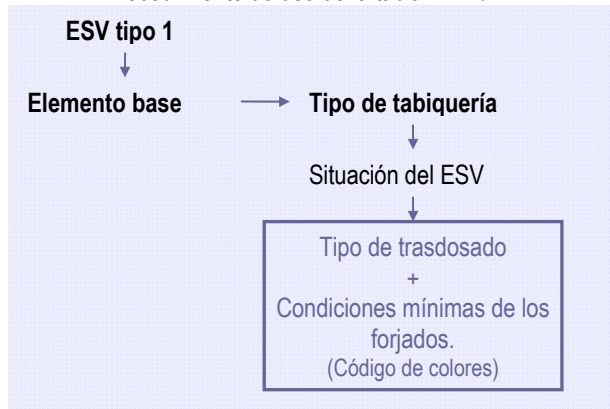 ESV tipo 1
Elemento base
Tipo de tabiquería
Situación del ESV
Tipo de trasdosado
+
Condiciones mínimas de los
forjados.
(Código de colores)